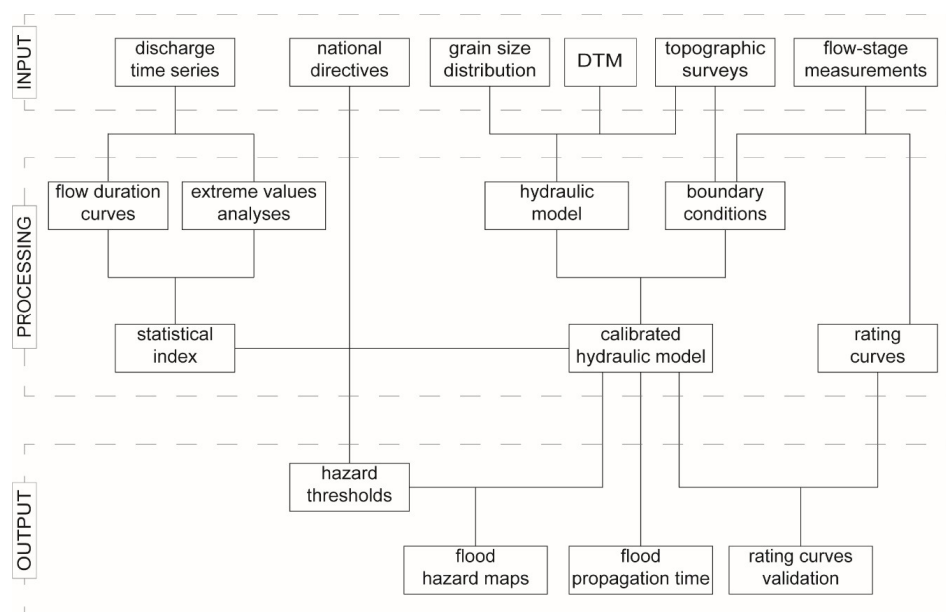 INPUT
discharge
time series
national
directives
grain size
distribution
DTM
topographic
surveys
flow-stage
measurements
PROCESSING
flow duration
curves
extreme values
analyses
hydraulic
model
boundary
conditions
statistical
index
calibrated
hydraulic model
rating
curves
OUTPUT
hazard
thresholds
flood
hazard maps
flood
propagation time
rating curves
validation